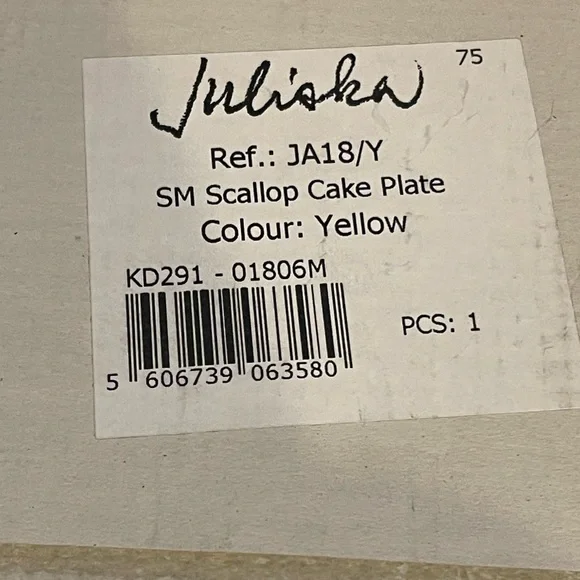 Juliska
75
Ref.: JA18/Y
SM Scallop Cake Plate
Colour: Yellow
KD291 - 01806M
PCS: 1
5 606739 063580